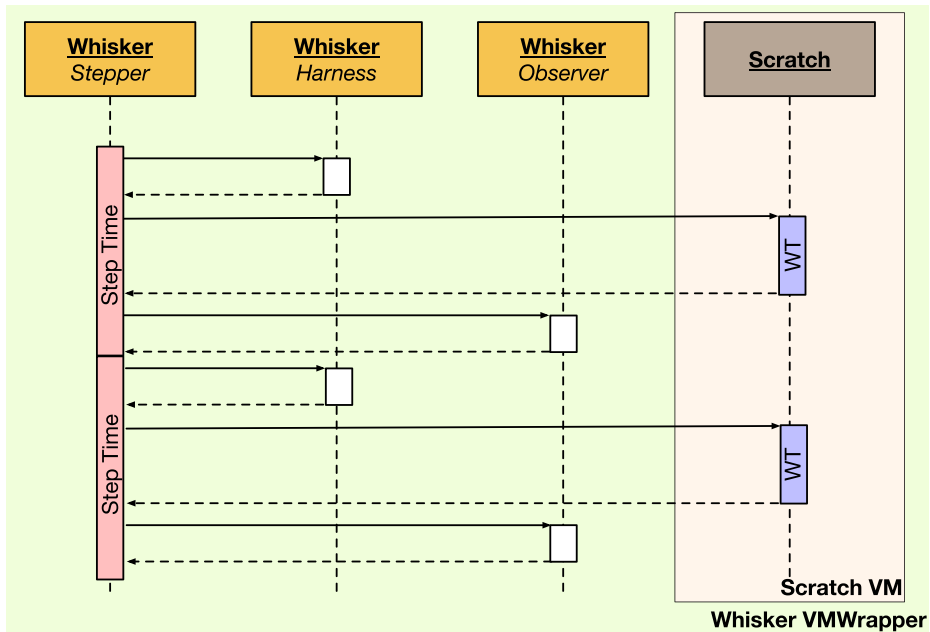 Whisker
Stepper
Whisker
Harness
Whisker
Observer
Scratch
Step Time
WT
Step Time
WT
Scratch VM
Whisker VMWrapper